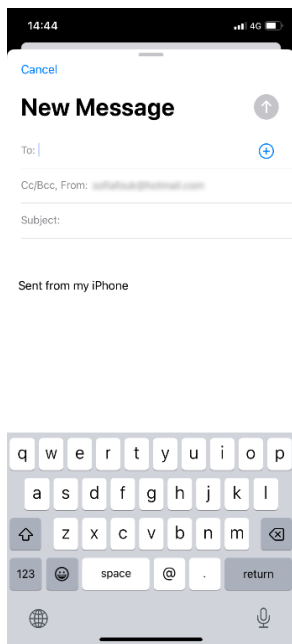 14:44
4G
Cancel
New Message
To:
Cc/Bcc, From:
Subject:
Sent from my iPhone
q w e r t y u i o p
a s d f g h j k l
z x c v b n m
123 space @ . return